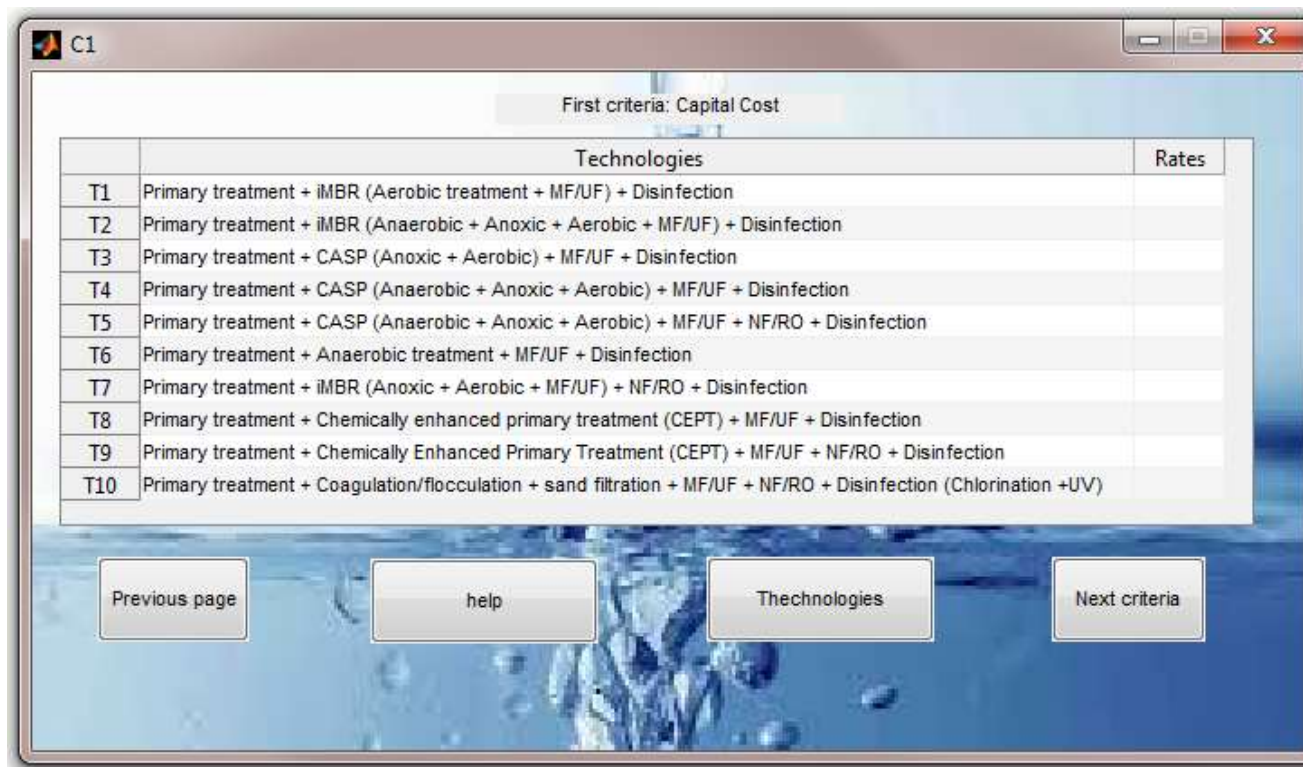 C1
First criteria: Capital Cost
Technologies Rates
T1 Primary treatment + iMBR (Aerobic treatment + MF/UF) + Disinfection
T2 Primary treatment + iMBR (Anaerobic + Anoxic + Aerobic + MF/UF) + Disinfection
T3 Primary treatment + CASP (Anoxic + Aerobic) + MF/UF + Disinfection
T4 Primary treatment + CASP (Anaerobic + Anoxic + Aerobic) + MF/UF + Disinfection
T5 Primary treatment + CASP (Anaerobic + Anoxic + Aerobic) + MF/UF + NF/RO + Disinfection
T6 Primary treatment + Anaerobic treatment + MF/UF + Disinfection
T7 Primary treatment + iMBR (Anoxic + Aerobic + MF/UF) + NF/RO + Disinfection
T8 Primary treatment + Chemically enhanced primary treatment (CEPT) + MF/UF + Disinfection
T9 Primary treatment + Chemically Enhanced Primary Treatment (CEPT) + MF/UF + NF/RO + Disinfection
T10 Primary treatment + Coagulation/flocculation + sand filtration + MF/UF + NF/RO + Disinfection (Chlorination +UV)
Previous page help Thechnologies Next criteria